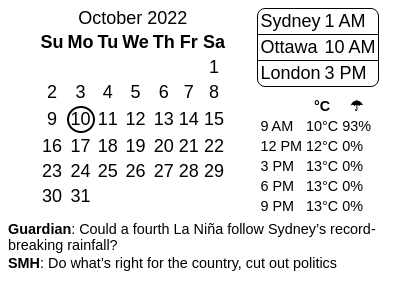 October 2022
Su Mo Tu We Th Fr Sa
1
2 3 4 5 6 7 8
9 10 11 12 13 14 15
16 17 18 19 20 21 22
23 24 25 26 27 28 29
30 31
Sydney 1 AM
Ottawa 10 AM
London 3 PM
°C ☂
9 AM 10°C 93%
12 PM 12°C 0%
3 PM 13°C 0%
6 PM 13°C 0%
9 PM 13°C 0%
Guardian: Could a fourth La Niña follow Sydney's record-
breaking rainfall?
SMH: Do what's right for the country, cut out politics